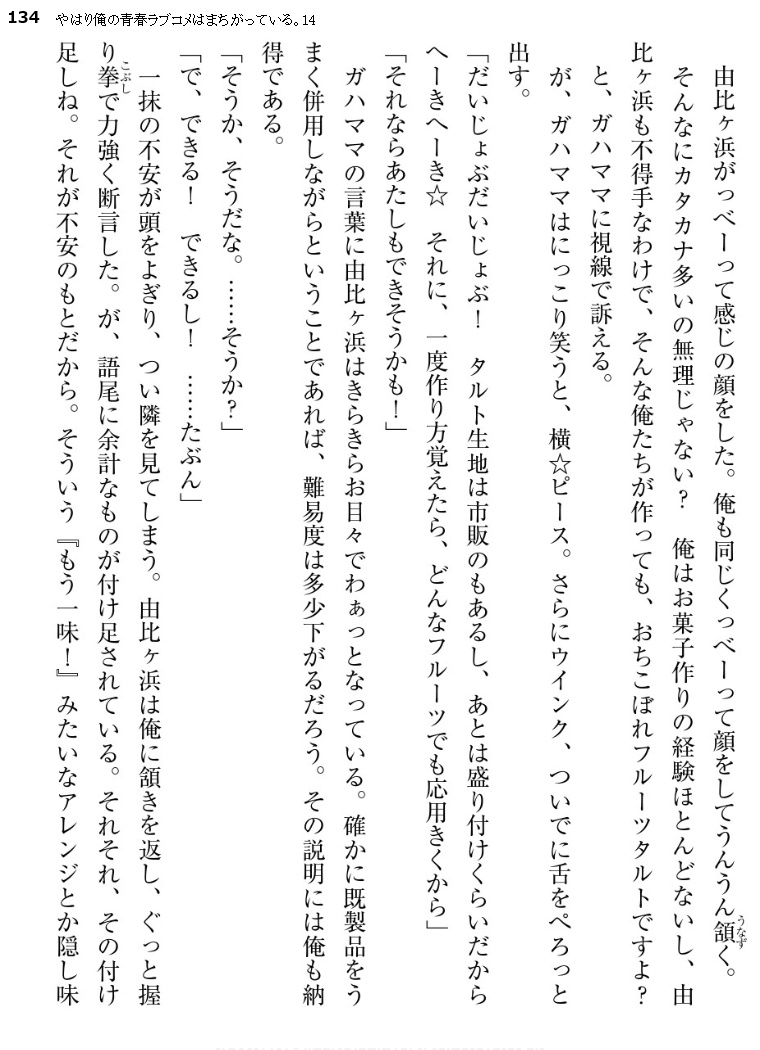 134 やはり俺の青春ラブコメはまちがっている。14
　由比ヶ浜がっべーって感じの顔をした。俺も同じくっべーって顔をしてうんうん頷く。
うなず
　そんなにカタカナ多いの無理じゃない？　俺はお菓子作りの経験ほとんどないし、由
比ヶ浜も不得手なわけで、そんな俺たちが作っても、おちこぼれフルーツタルトですよ？
　と、ガハママに視線で訴える。
　が、ガハママはにっこり笑うと、横☆ピース。さらにウインク、ついでに舌をぺろっと
出す。
「だいじょぶだいじょぶ！　タルト生地は市販のもあるし、あとは盛り付けくらいだから
へーきへーき☆　それに、一度作り方覚えたら、どんなフルーツでも応用きくから」
「それならあたしもできそうかも！」
　ガハママの言葉に由比ヶ浜はきらきらお目々でわぁっとなっている。確かに既製品をう
まく併用しながらということであれば、難易度は多少下がるだろう。その説明には俺も納
得である。
「そうか、そうだな。……そうか？」
「で、できる！　できるし！　……たぶん」
　一抹の不安が頭をよぎり、つい隣を見てしまう。由比ヶ浜は俺に頷きを返し、ぐっと握
り拳で力強く断言した。が、語尾に余計なものが付け足されている。それそれ、その付け
こぶし
足しね。それが不安のもとだから。そういう『もう一味！』みたいなアレンジとか隠し味